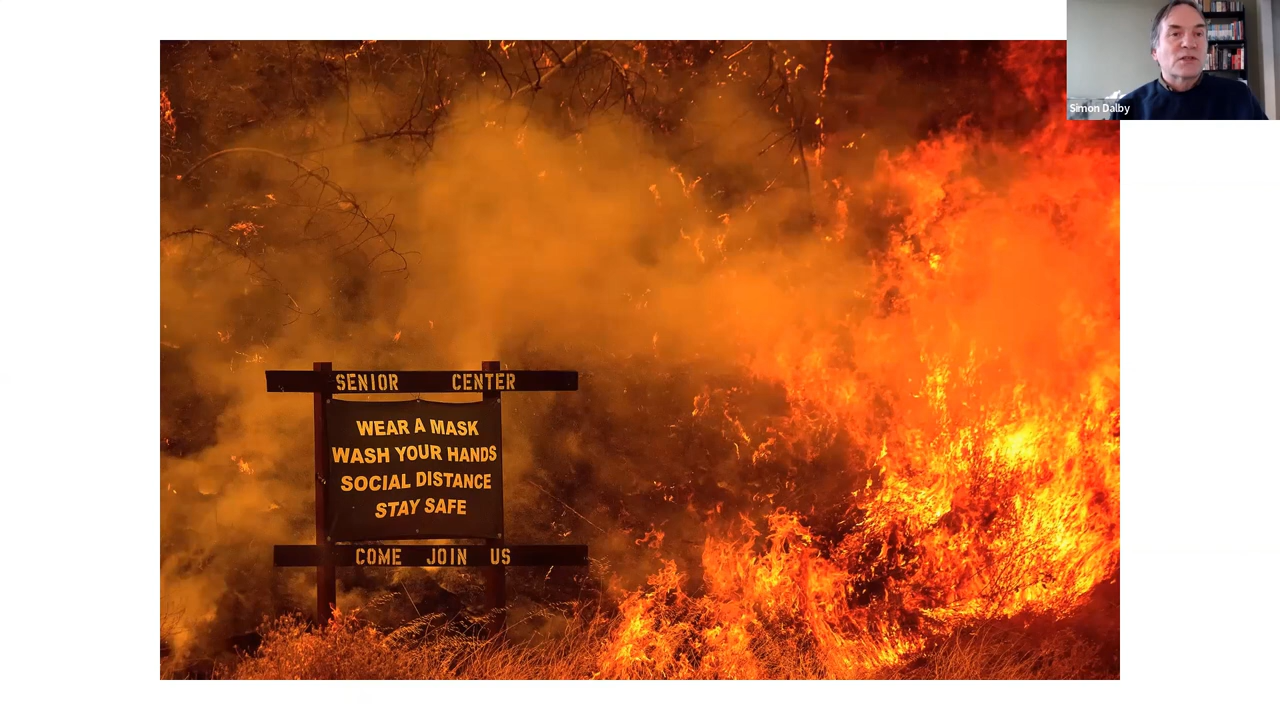 Simon Dalby
SENIOR CENTER
WEAR A MASK
WASH YOUR HANDS
SOCIAL DISTANCE
STAY SAFE
COME JOIN US